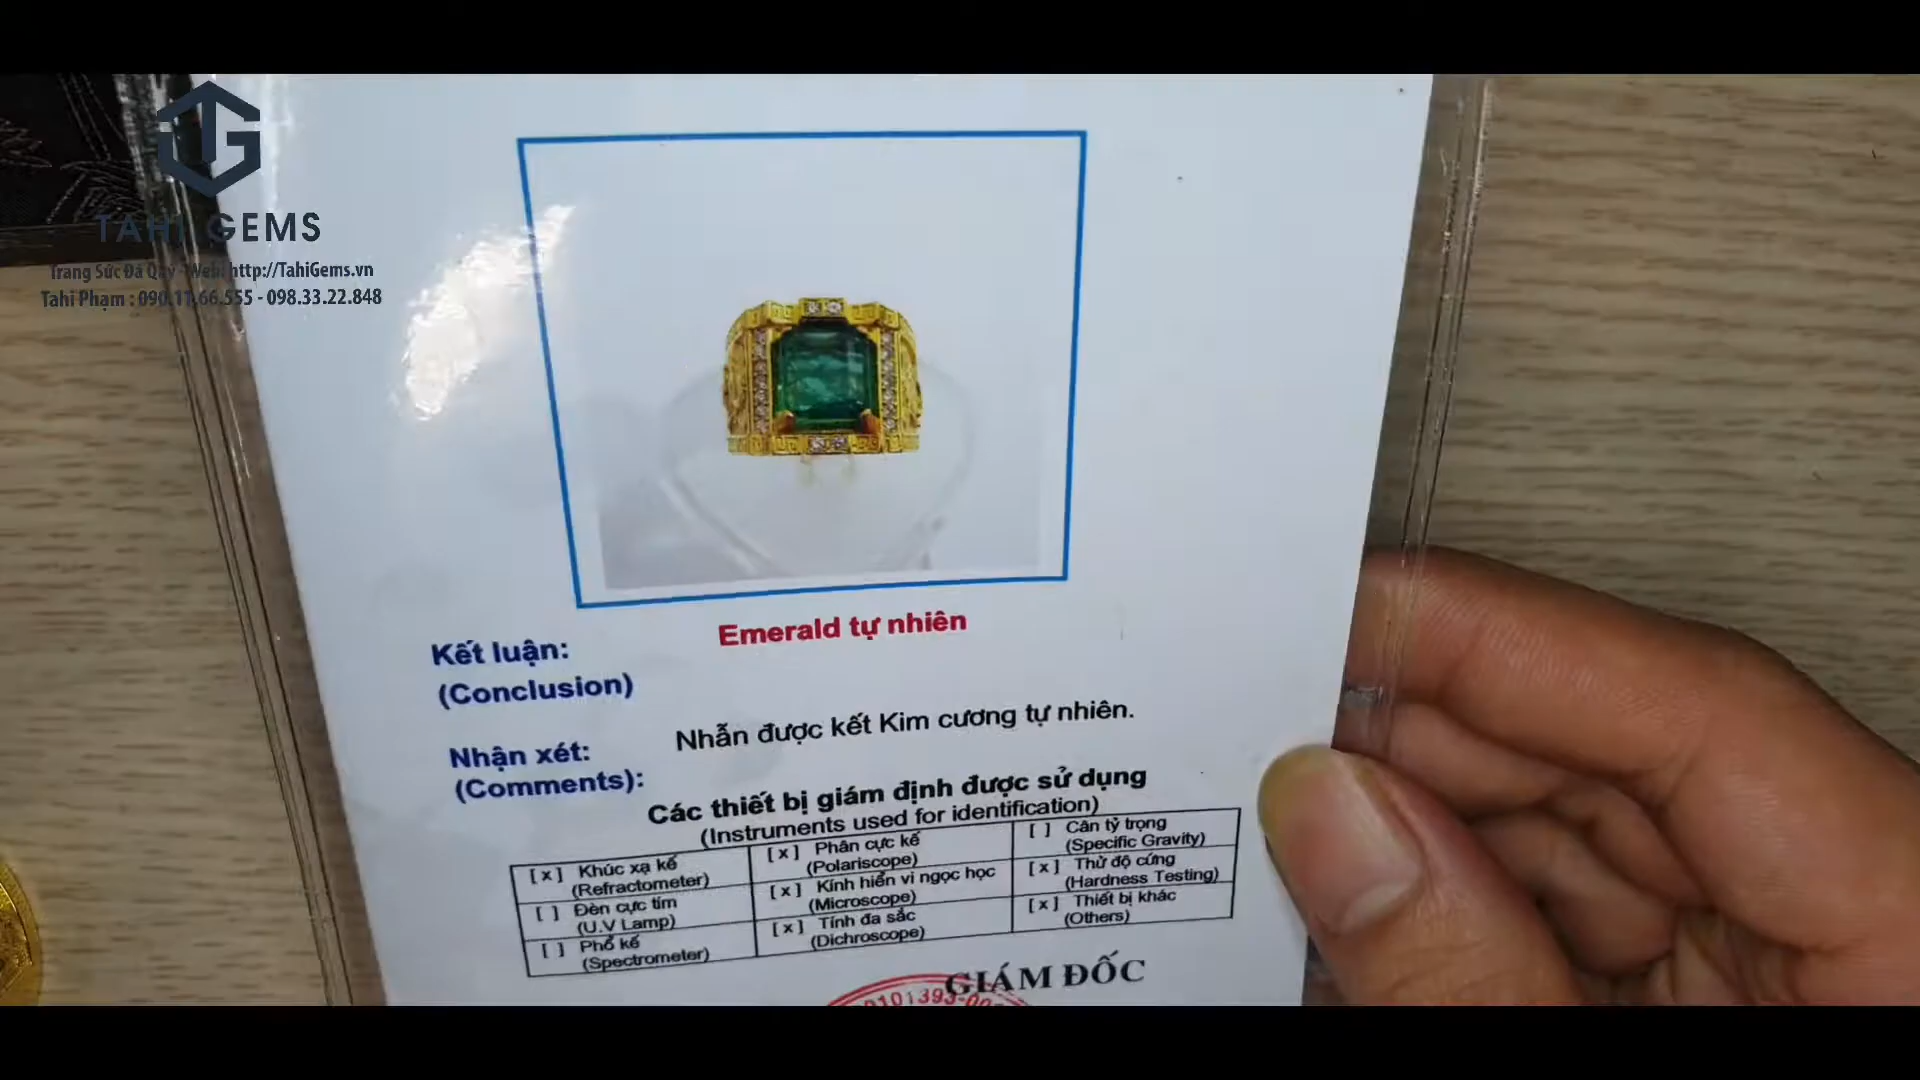 TG
TAHI GEMS
Trang Sức Đá Quý - Web: http://TahiGems.vn
Tahi Phạm : 090.11.66.555 - 098.33.22.848
Kết luận:
(Conclusion)
Emerald tự nhiên
Nhận xét:
(Comments):
Nhẫn được kết Kim cương tự nhiên.
Các thiết bị giám định được sử dụng
(Instruments used for identification)
[ x ] Khúc xạ kế
(Refractometer)
[ x ] Phân cực kế
(Polariscope)
[ ] Cân tỷ trọng
(Specific Gravity)
[ ] Đèn cực tím
(U.V Lamp)
[ x ] Kính hiển vi ngọc học
(Microscope)
[ x ] Thử độ cứng
(Hardness Testing)
[ ] Phổ kế
(Spectrometer)
[ x ] Tính đa sắc
(Dichroscope)
[ x ] Thiết bị khác
(Others)
GIÁM ĐỐC